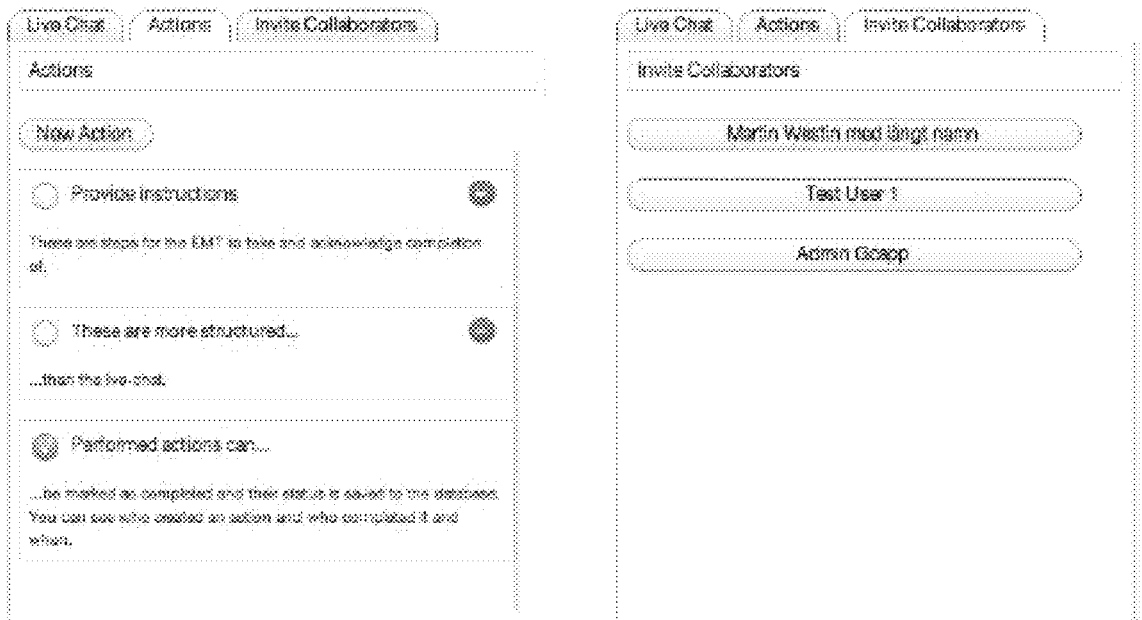 Live Chat Actions Invite Collaborators
Actions
New Action
Provide instructions
These are steps for the EMT to take and acknowledge completion
of.
These are more structured...
...than the live-chat.
Performed actions can...
...be marked as completed and their status is saved to the database.
You can see who created an action and who completed it and
when.
Live Chat Actions Invite Collaborators
Invite Collaborators
Martin Westin med långt namn
Test User 1
Admin Gcapp